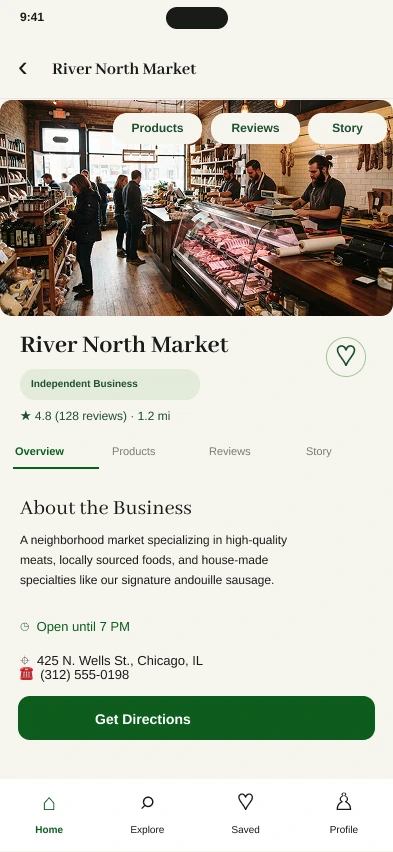 9:41
River North Market
Products
Reviews
Story
River North Market
Independent Business
★ 4.8 (128 reviews) · 1.2 mi
Overview
Products
Reviews
Story
About the Business
A neighborhood market specializing in high-quality
meats, locally sourced foods, and house-made
specialties like our signature andouille sausage.
Open until 7 PM
425 N. Wells St., Chicago, IL
(312) 555-0198
Get Directions
Home
Explore
Saved
Profile